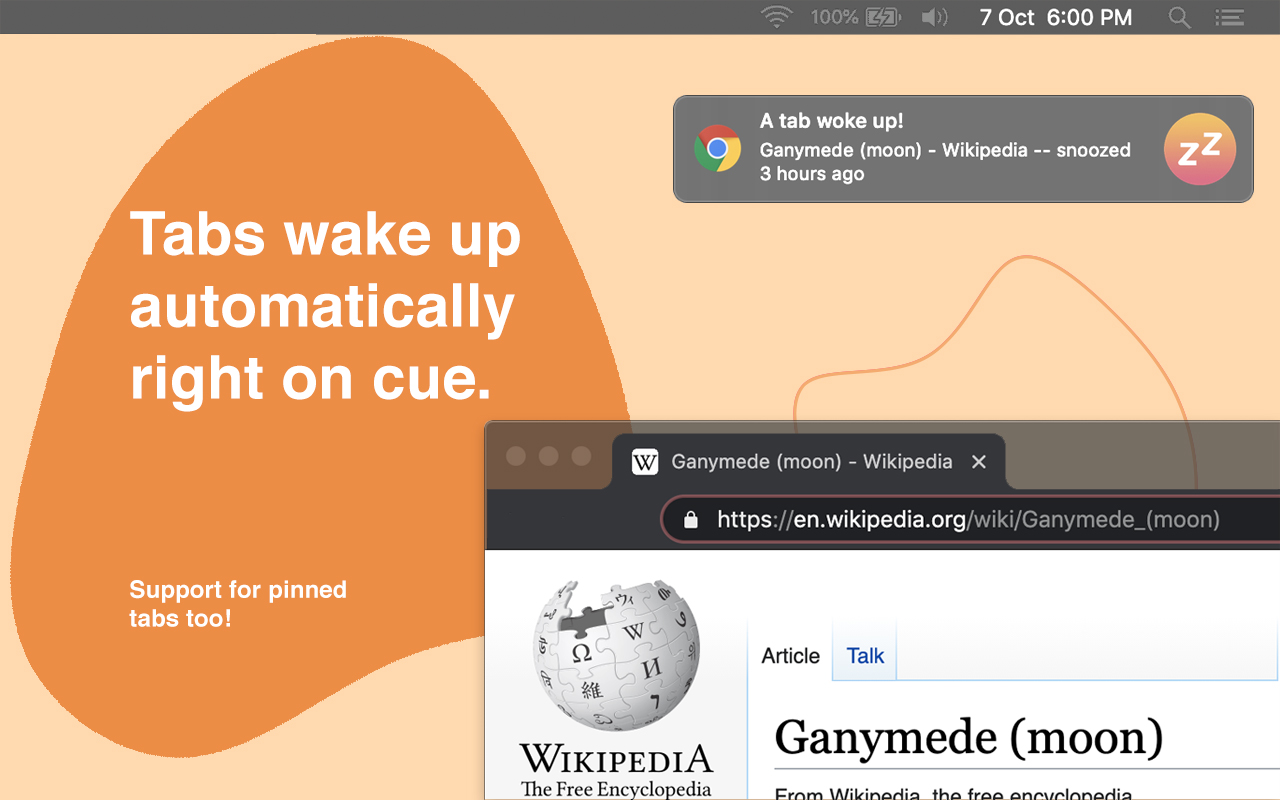 100% 7 Oct 6:00 PM
A tab woke up!
Ganymede (moon) - Wikipedia -- snoozed
3 hours ago
zZ
Tabs wake up
automatically
right on cue.
Support for pinned
tabs too!
W Ganymede (moon) - Wikipedia
https://en.wikipedia.org/wiki/Ganymede_(moon)
Ω W И 維
WIKIPEDIA
The Free Encyclopedia
Article Talk
Ganymede (moon)
From Wikipedia, the free encyclopedia